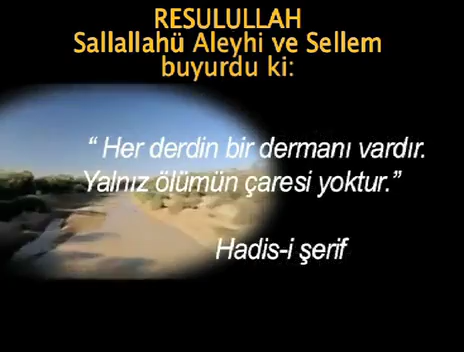 RESULULLAH
Sallallahü Aleyhi ve Sellem
buyurdu ki:
“ Her derdin bir dermanı vardır.
Yalnız ölümün çaresi yoktur.”
Hadis-i şerif